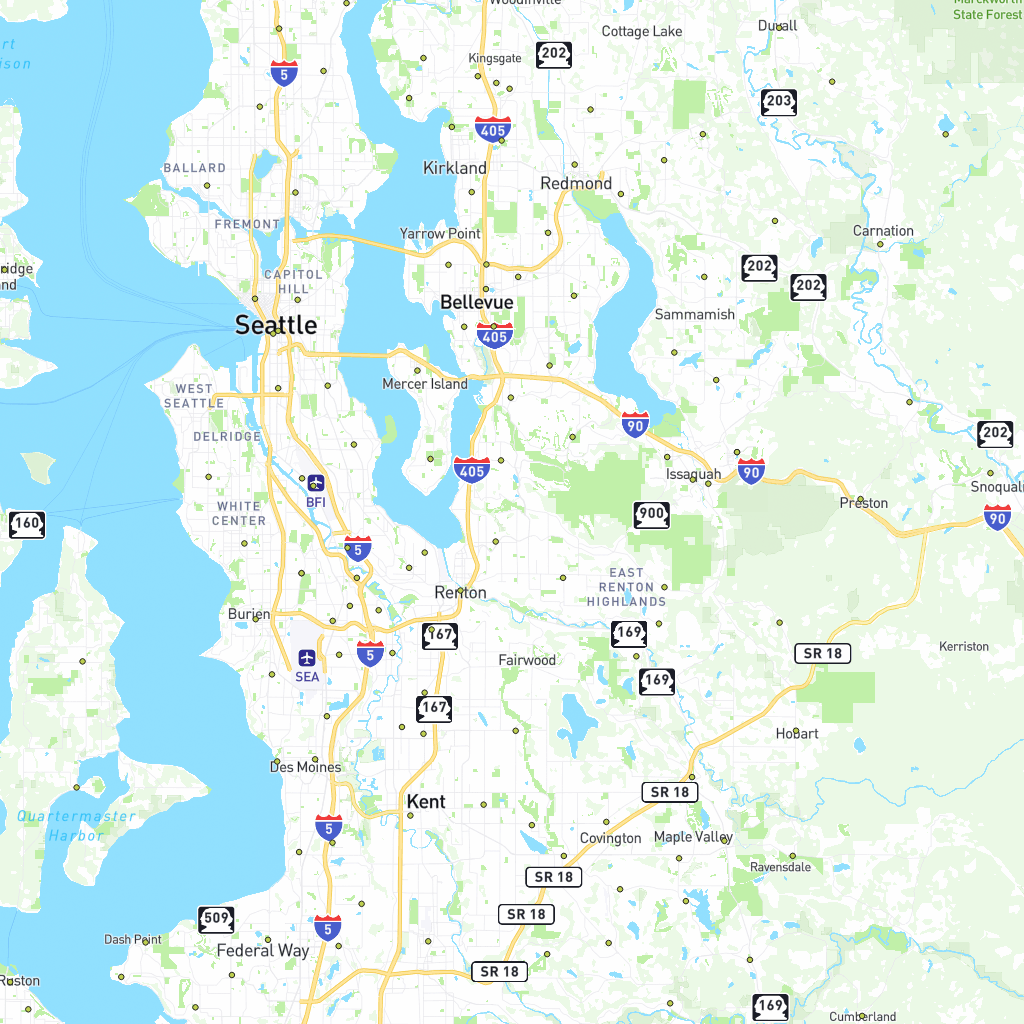 Woodinville
Cottage Lake
Duvall
Marckworth
State Forest
Kingsgate
202
5
203
405
BALLARD
Kirkland
Redmond
FREMONT
Yarrow Point
Carnation
CAPITOL
HILL
202
202
Bellevue
Seattle
Sammamish
405
WEST
SEATTLE
Mercer Island
90
202
DELRIDGE
405
Issaquah
90
BFI
Snoquali
Preston
WHITE
CENTER
900
90
160
5
EAST
RENTON
HIGHLANDS
Renton
Burien
167
169
SR 18
5
Fairwood
Kerriston
SEA
169
167
Hobart
Des Moines
SR 18
Kent
Quartermaster
Harbor
5
Covington
Maple Valley
Ravensdale
SR 18
509
SR 18
5
Dash Point
Federal Way
SR 18
Ruston
169
Cumberland